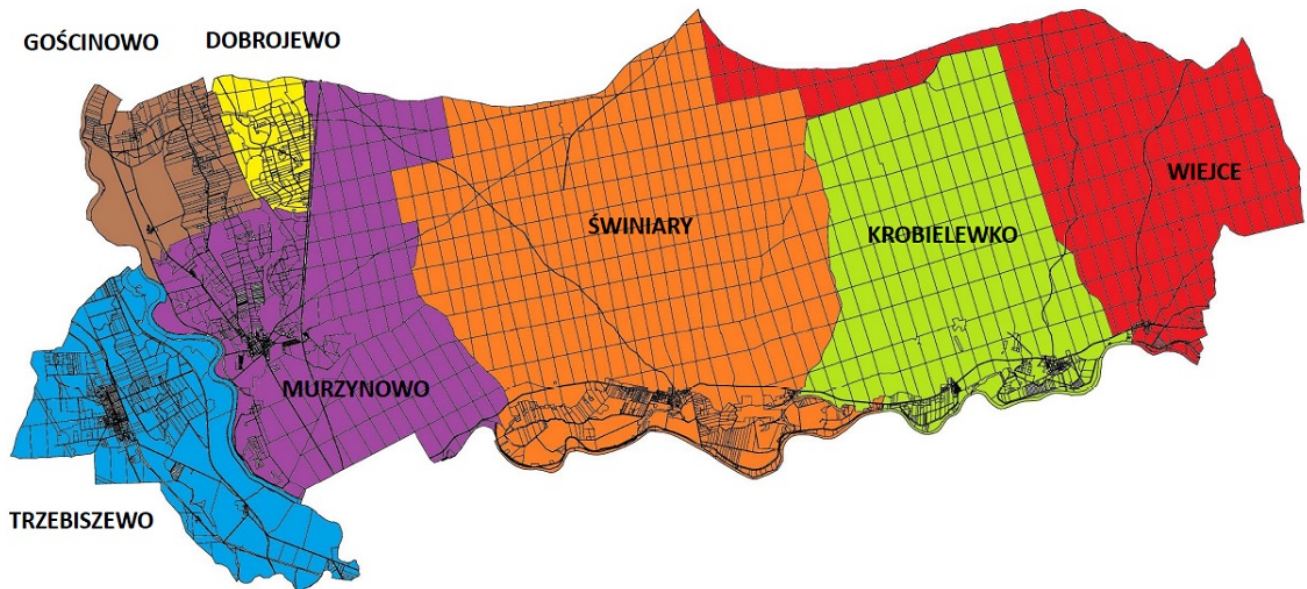 GOŚCINOWO
DOBROJEWO
WIEJCE
ŚWINIARY
KROBIELEWKO
MURZYNOWO
TRZEBISZEWO